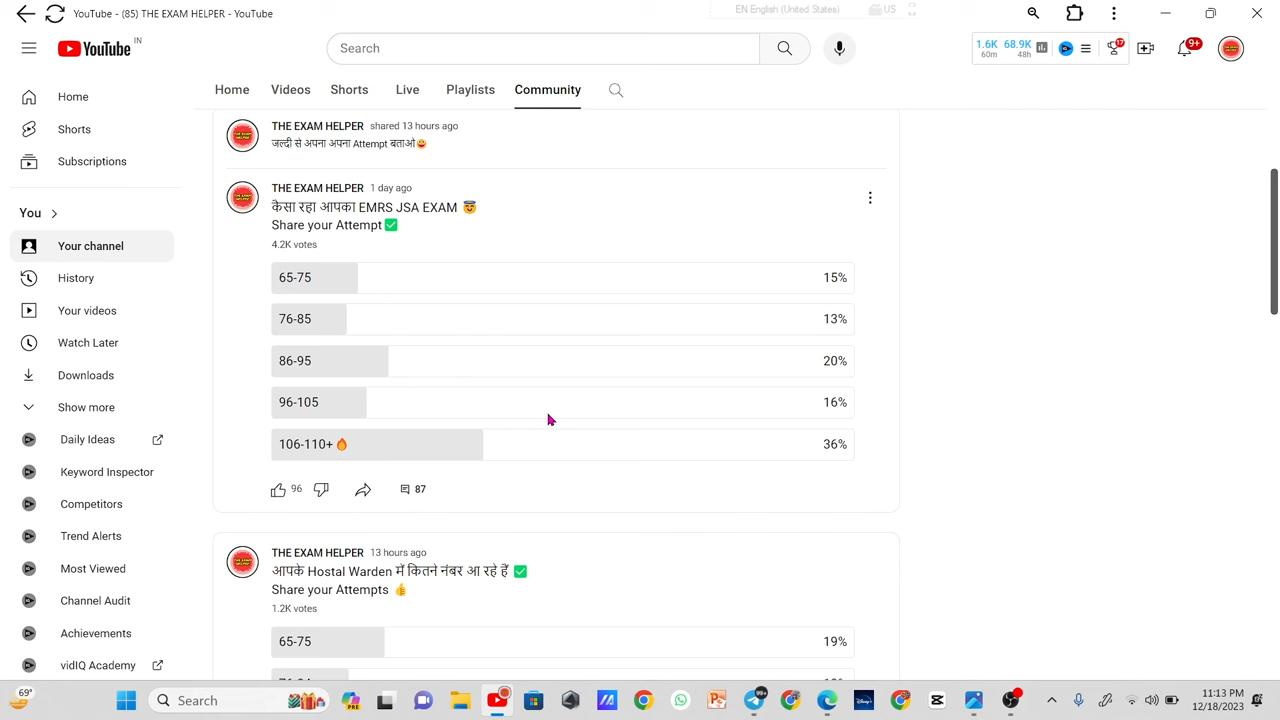 YouTube - (85) THE EXAM HELPER - YouTube
EN English (United States)
US
YouTube IN
Search
1.6K 68.9K
60m 48h
17
9+
Home Videos Shorts Live Playlists Community
Home
Shorts
Subscriptions
You
Your channel
History
Your videos
Watch Later
Downloads
Show more
Daily Ideas
Keyword Inspector
Competitors
Trend Alerts
Most Viewed
Channel Audit
Achievements
vidIQ Academy
THE EXAM HELPER shared 13 hours ago
जल्दी से अपना अपना Attempt बताओ😜
THE EXAM HELPER 1 day ago
कैसा रहा आपका EMRS JSA EXAM 😇
Share your Attempt✅
4.2K votes
65-75 15%
76-85 13%
86-95 20%
96-105 16%
106-110+🔥 36%
96 87
THE EXAM HELPER 13 hours ago
आपके Hostal Warden में कितने नंबर आ रहे हैं ✅
Share your Attempts 👍
1.2K votes
65-75 19%
69°
Search
99+
11:13 PM
12/18/2023